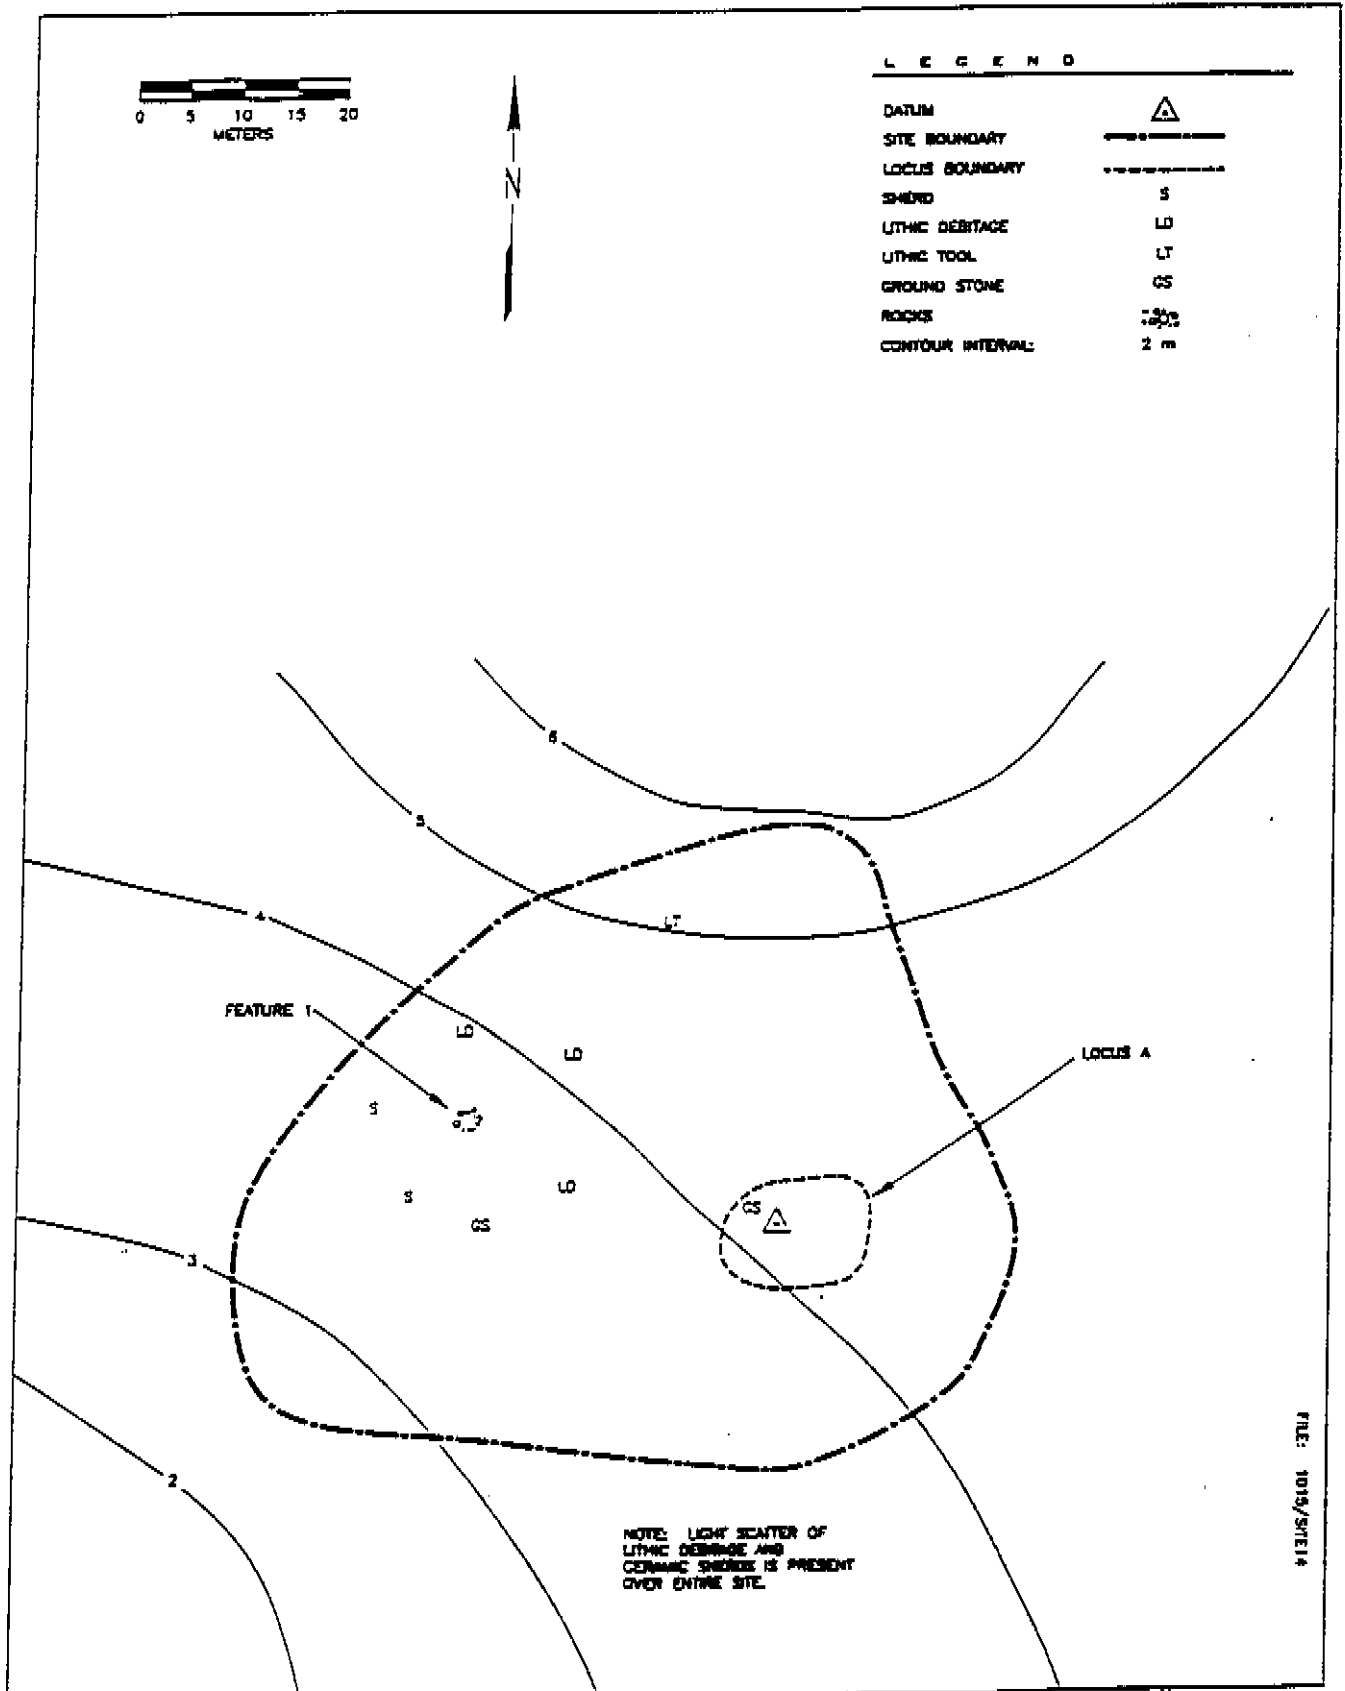 0 5 10 15 20
METERS
N
LEGEND
DATUM
SITE BOUNDARY
LOCUS BOUNDARY
SHERD S
LITHIC DEBITAGE LD
LITHIC TOOL LT
GROUND STONE GS
ROCKS
CONTOUR INTERVAL: 2 m
6
5
4
LT
FEATURE 1
LD
LD
LOCUS A
S
S
LD
GS
GS
3
2
NOTE: LIGHT SCATTER OF
LITHIC DEBITAGE AND
CERAMIC SHERDS IS PRESENT
OVER ENTIRE SITE.
FILE: 1015/SITE14